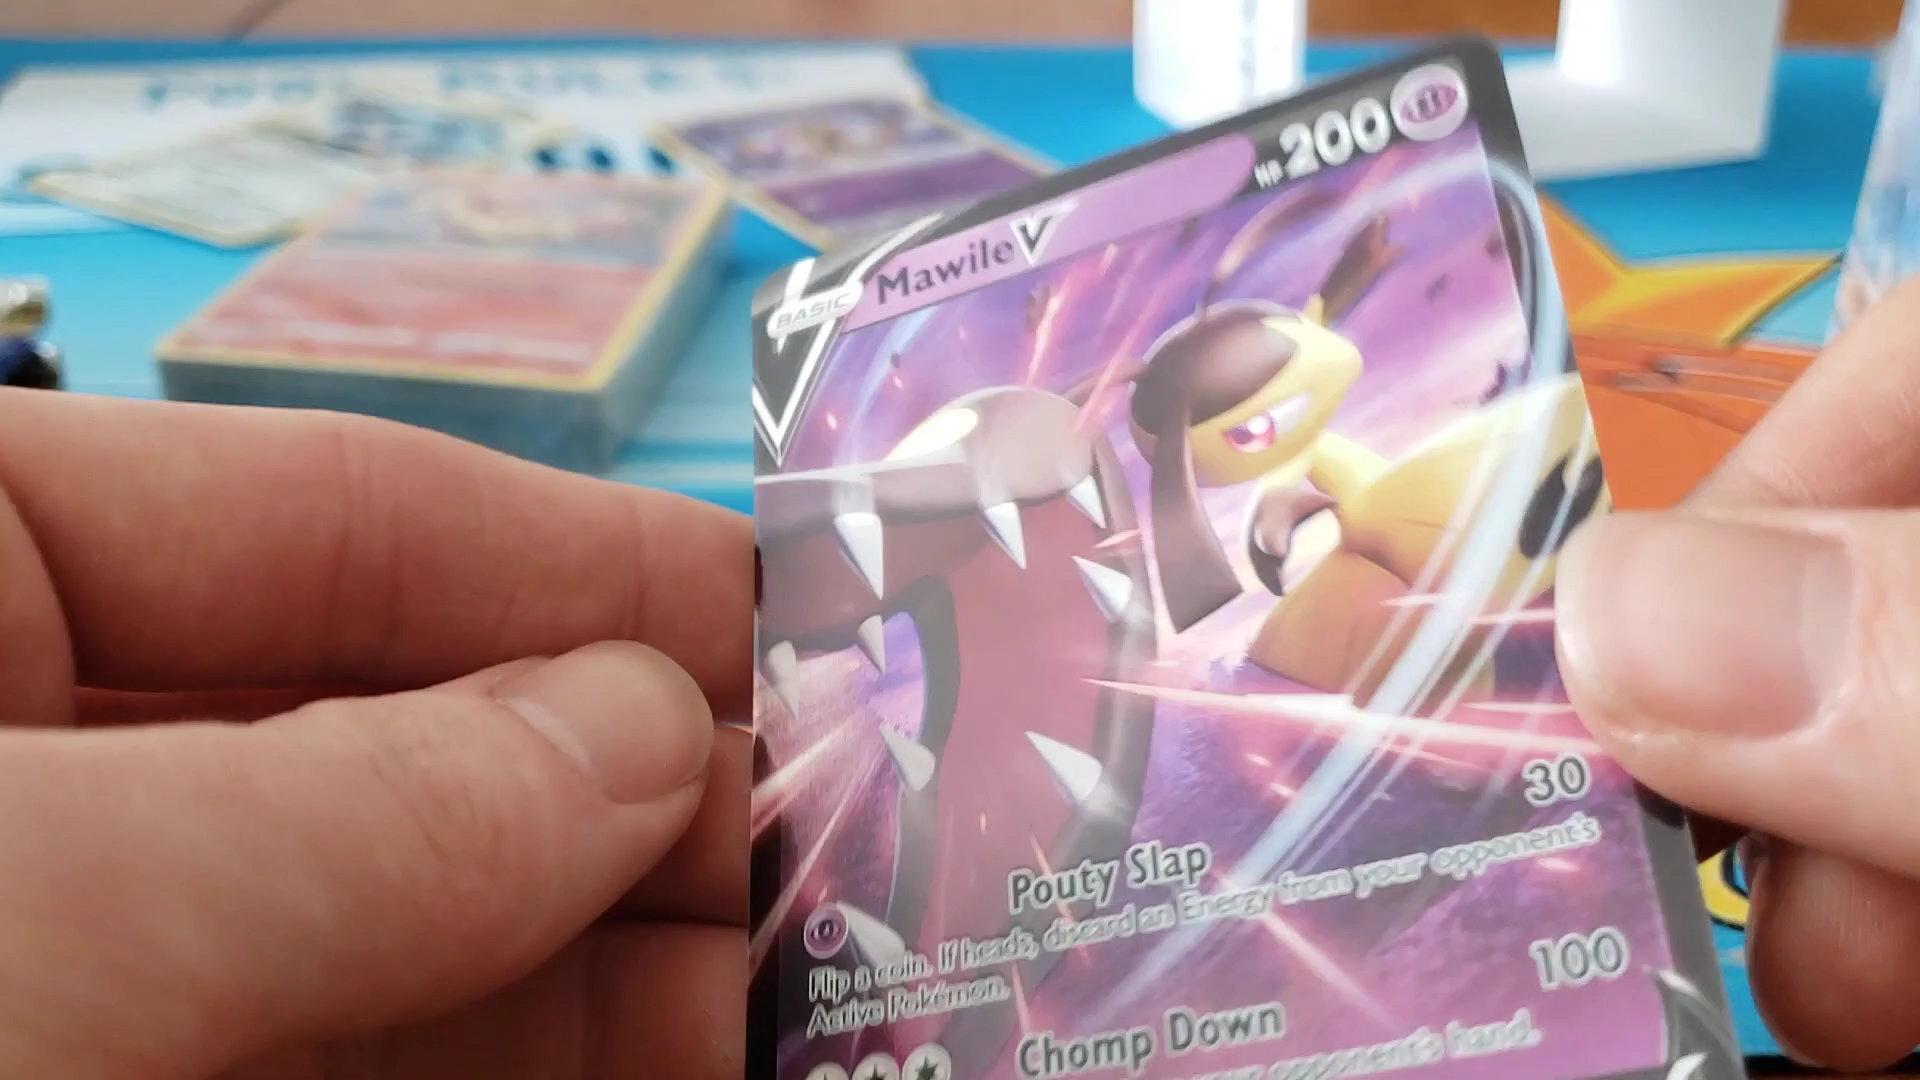 HP 200
BASIC
Mawile V
30
Pouty Slap
Flip a coin. If heads, discard an Energy from your opponent's
Active Pokémon.
100
Chomp Down
your opponent's hand.